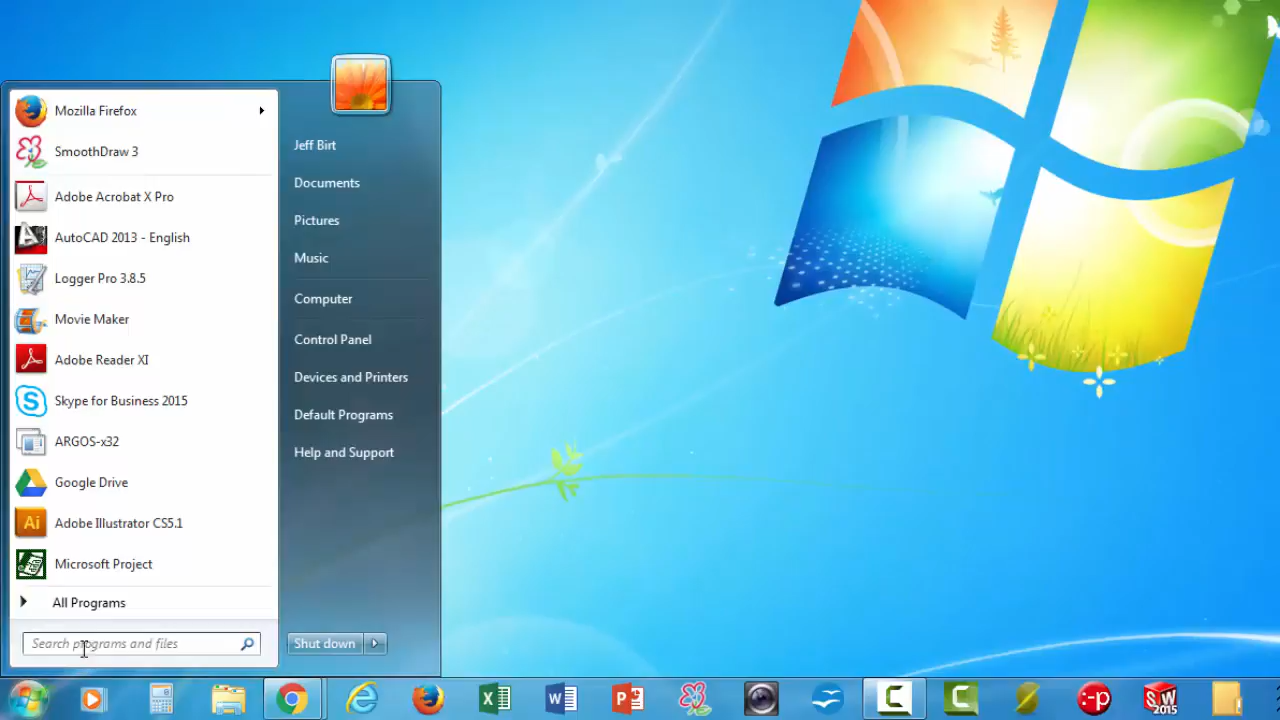 Mozilla Firefox
SmoothDraw 3
Adobe Acrobat X Pro
AutoCAD 2013 - English
Logger Pro 3.8.5
Movie Maker
Adobe Reader XI
Skype for Business 2015
ARGOS-x32
Google Drive
Ai Adobe Illustrator CS5.1
Microsoft Project
All Programs
Search programs and files
Jeff Birt
Documents
Pictures
Music
Computer
Control Panel
Devices and Printers
Default Programs
Help and Support
Shut down
:-p
SW
2015